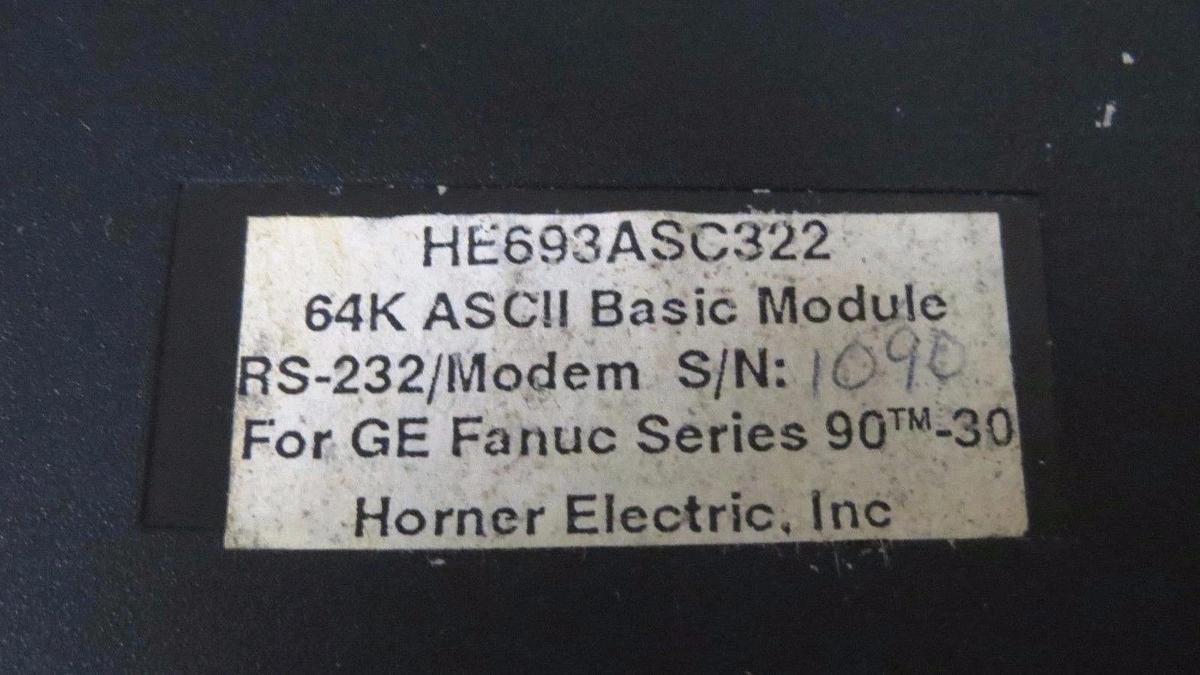 HE693ASC322
64K ASCII Basic Module
RS-232/Modem S/N: 1090
For GE Fanuc Series 90™-30
Horner Electric, Inc